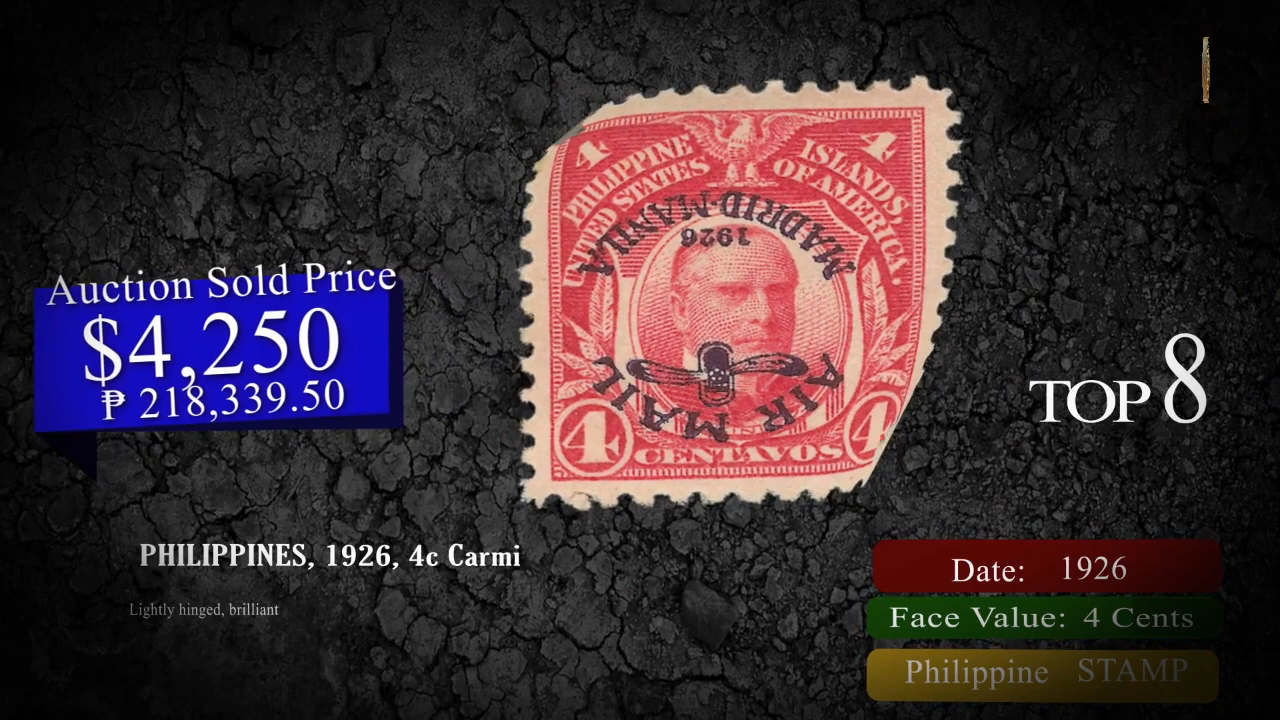 Auction Sold Price
$4,250
₱ 218,339.50
PHILIPPINE
UNITED STATES
ISLANDS,
OF AMERICA.
4
4
MADRID-MANILA
1926
AIR MAIL
4
CENTAVOS
4
TOP 8
PHILIPPINES, 1926, 4c Carmi
Lightly hinged, brilliant
Date: 1926
Face Value: 4 Cents
Philippine STAMP